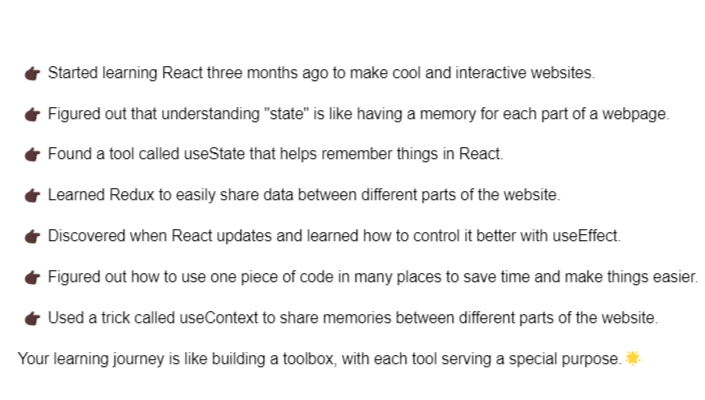 👉🏿 Started learning React three months ago to make cool and interactive websites.
👉🏿 Figured out that understanding "state" is like having a memory for each part of a webpage.
👉🏿 Found a tool called useState that helps remember things in React.
👉🏿 Learned Redux to easily share data between different parts of the website.
👉🏿 Discovered when React updates and learned how to control it better with useEffect.
👉🏿 Figured out how to use one piece of code in many places to save time and make things easier.
👉🏿 Used a trick called useContext to share memories between different parts of the website.
Your learning journey is like building a toolbox, with each tool serving a special purpose. 🌟